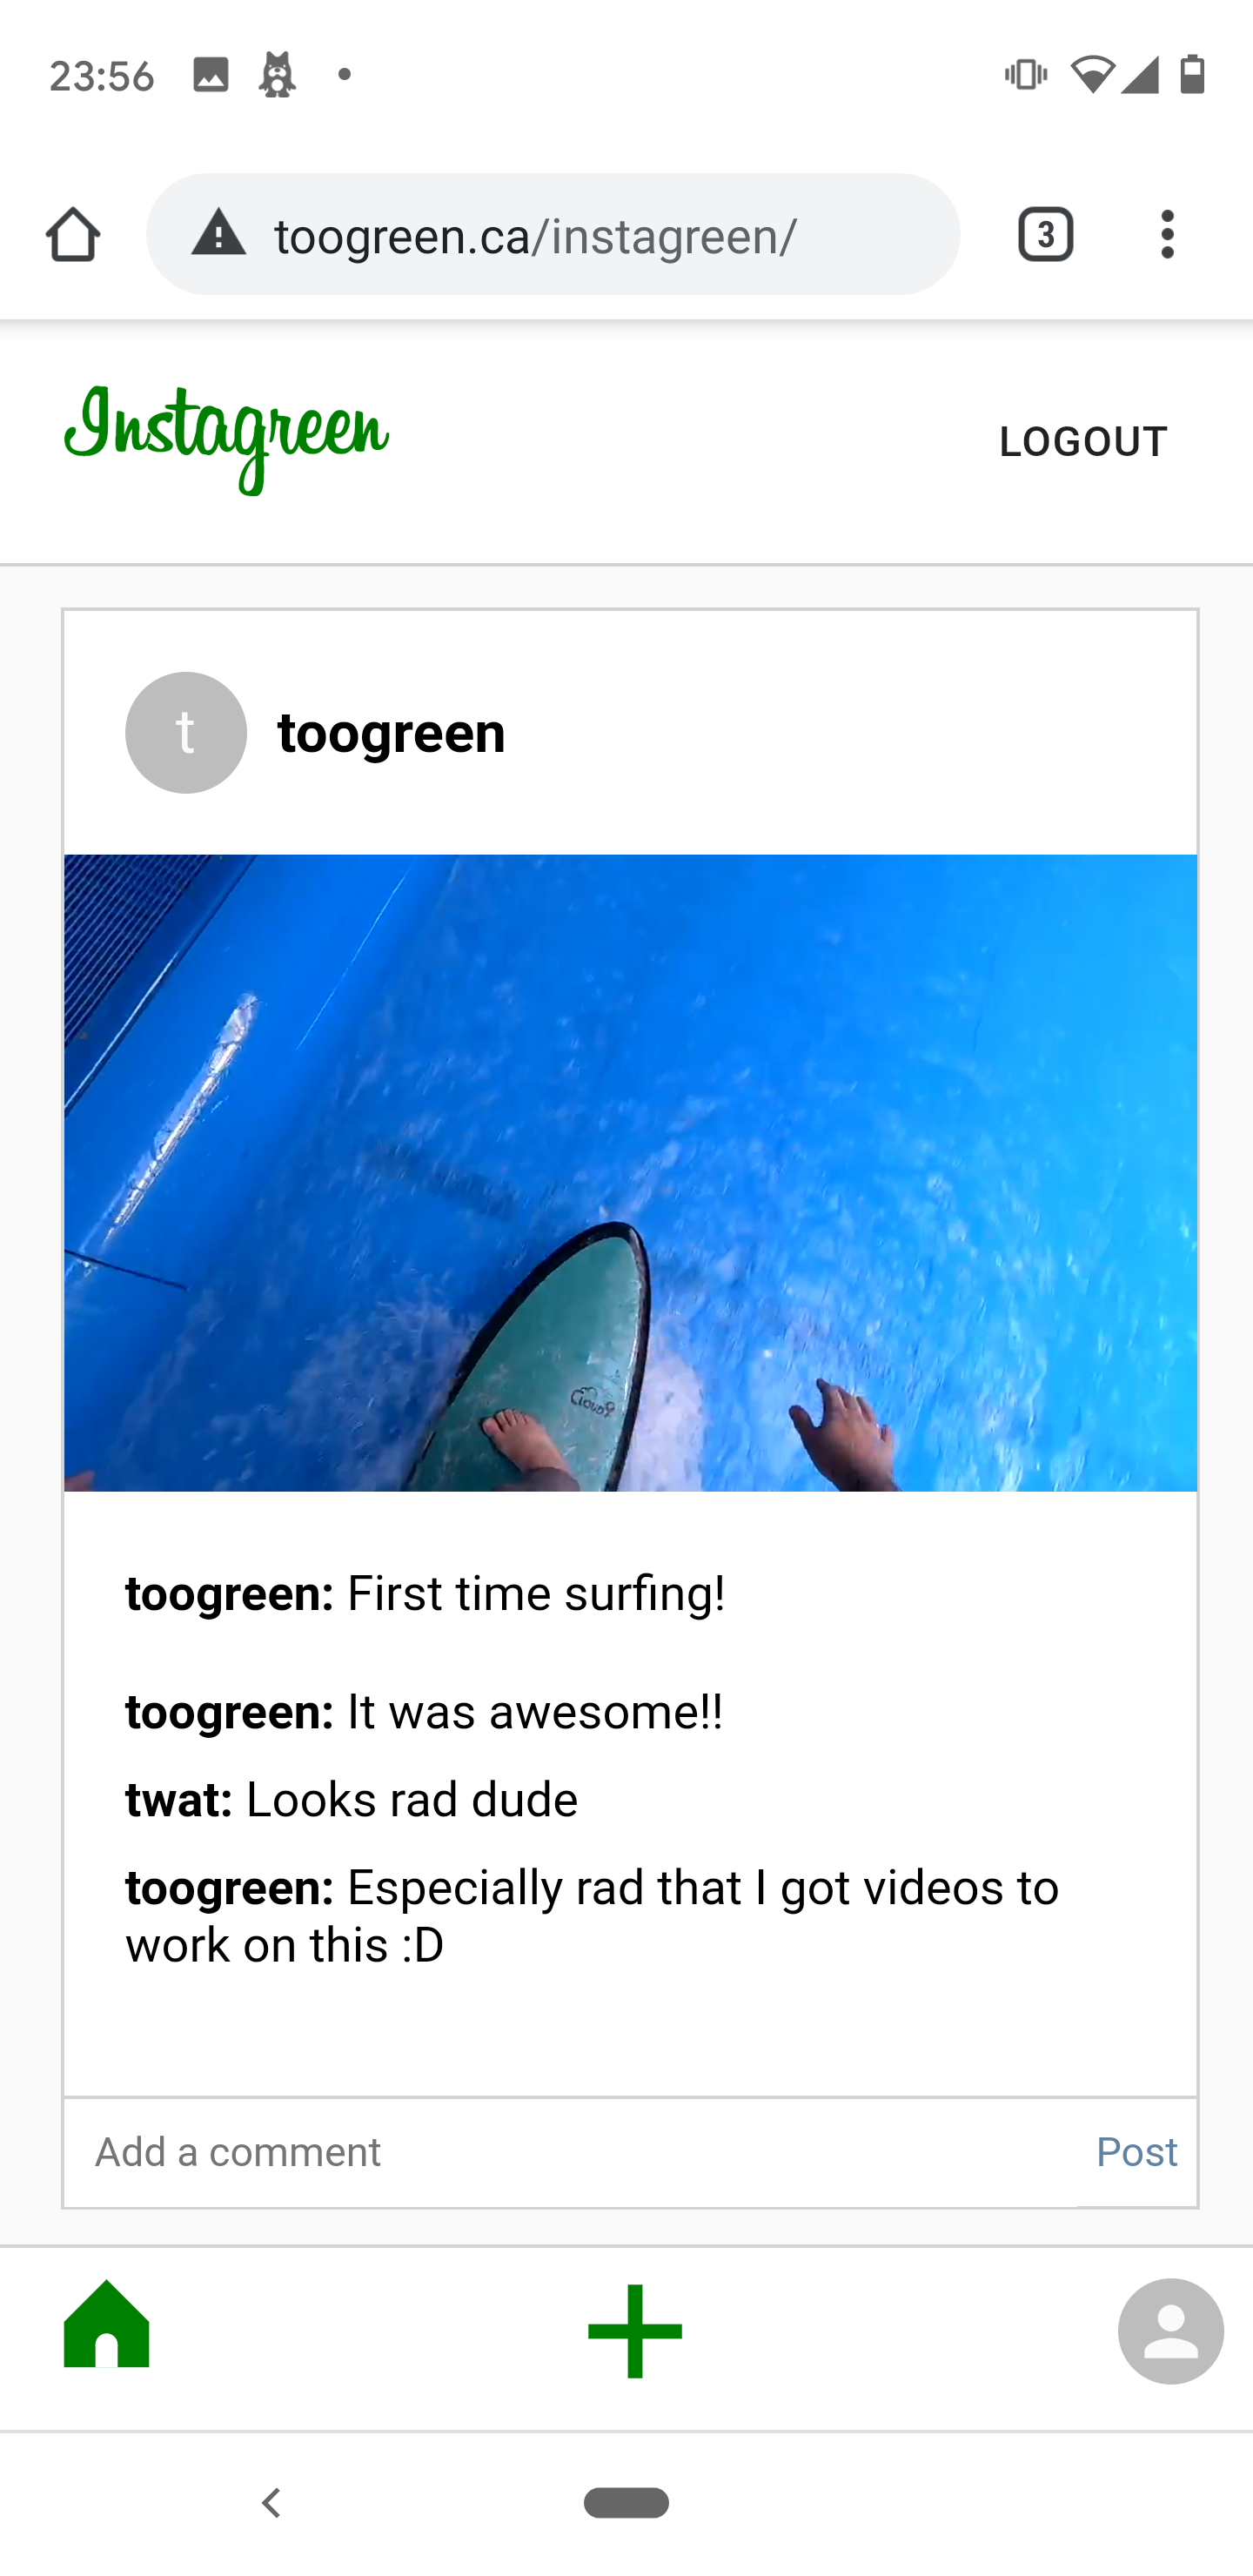 23:56
toogreen.ca/instagreen/
3
Instagreen
LOGOUT
t
toogreen
Cloud9
toogreen: First time surfing!
toogreen: It was awesome!!
twat: Looks rad dude
toogreen: Especially rad that I got videos to
work on this :D
Add a comment
Post